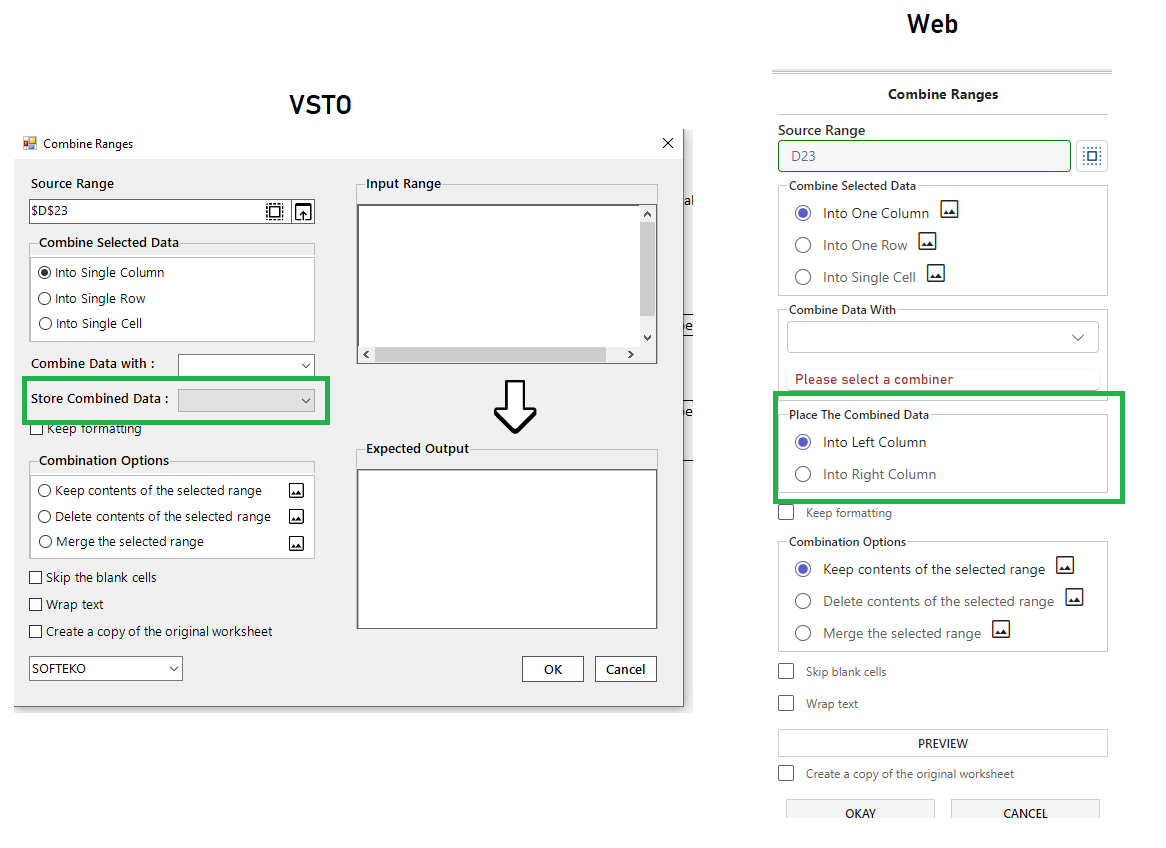 Web
VSTO
Combine Ranges
Source Range
$D$23
Combine Selected Data
Into Single Column
Into Single Row
Into Single Cell
Combine Data with :
Store Combined Data :
Keep formatting
Combination Options
Keep contents of the selected range
Delete contents of the selected range
Merge the selected range
Skip the blank cells
Wrap text
Create a copy of the original worksheet
SOFTEKO
Input Range
Expected Output
OK
Cancel
al
pe
pe
Combine Ranges
Source Range
D23
Combine Selected Data
Into One Column
Into One Row
Into Single Cell
Combine Data With
Please select a combiner
Place The Combined Data
Into Left Column
Into Right Column
Keep formatting
Combination Options
Keep contents of the selected range
Delete contents of the selected range
Merge the selected range
Skip blank cells
Wrap text
PREVIEW
Create a copy of the original worksheet
OKAY
CANCEL